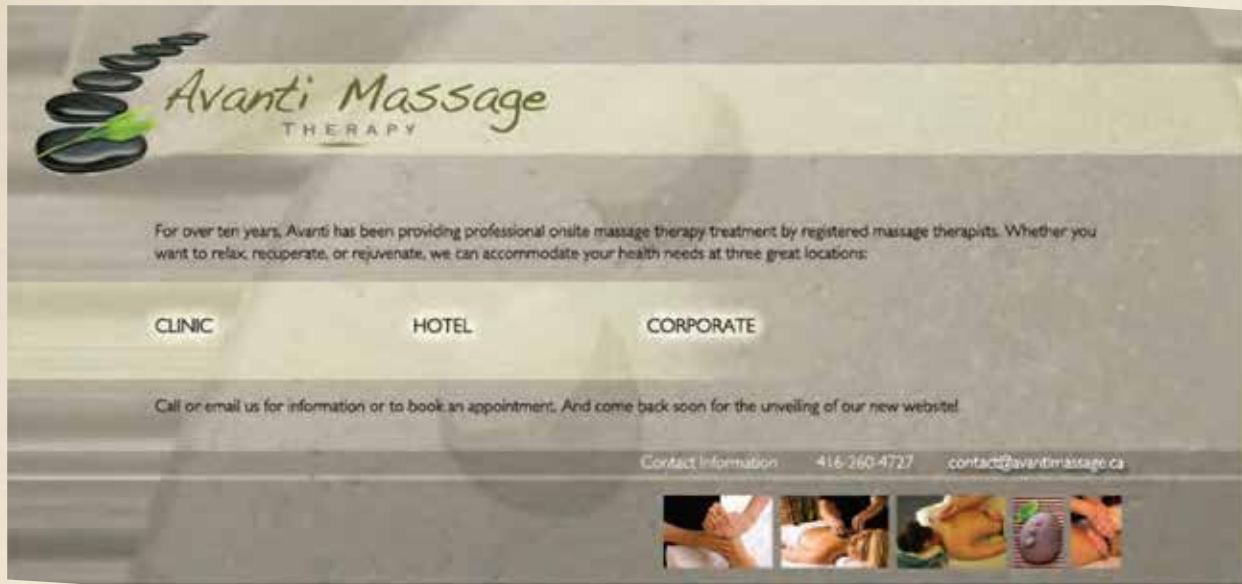 Avanti Massage
THERAPY
For over ten years, Avanti has been providing professional onsite massage therapy treatment by registered massage therapists. Whether you
want to relax, recuperate, or rejuvenate, we can accommodate your health needs at three great locations:
CLINIC HOTEL CORPORATE
Call or email us for information or to book an appointment. And come back soon for the unveiling of our new website!
Contact Information 416-260-4727 contact@avantimassage.ca